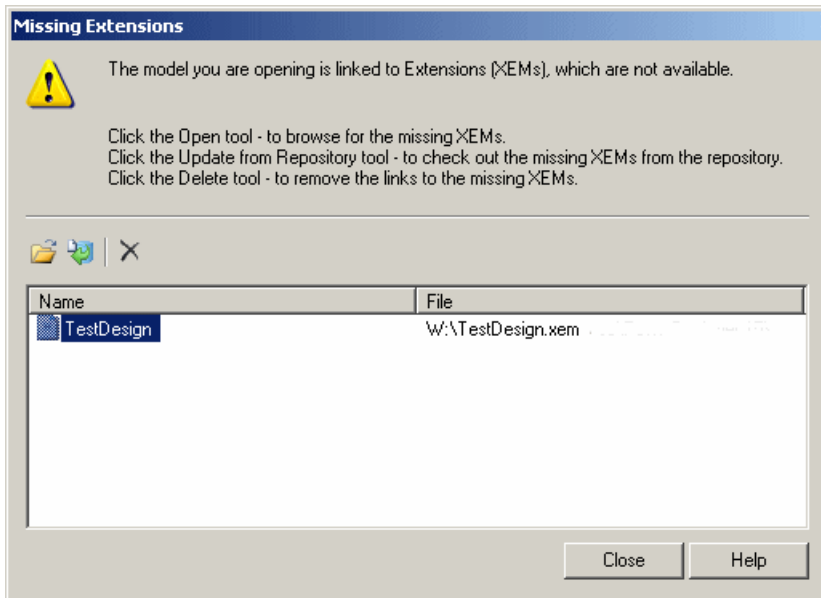 Missing Extensions
The model you are opening is linked to Extensions (XEMs), which are not available.
Click the Open tool - to browse for the missing XEMs.
Click the Update from Repository tool - to check out the missing XEMs from the repository.
Click the Delete tool - to remove the links to the missing XEMs.
Name File
TestDesign W:\TestDesign.xem
Close Help